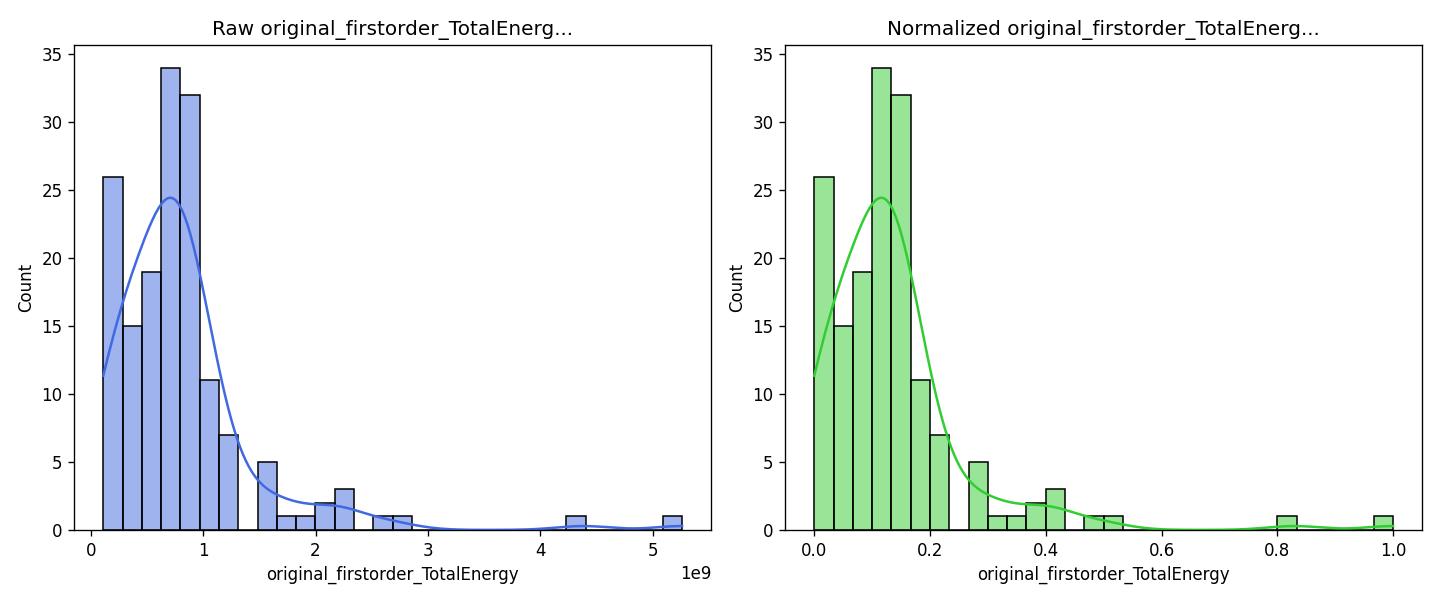 Raw original_firstorder_TotalEnerg...
35
30
25
20
15
10
5
0
Count
0 1 2 3 4 5
1e9
original_firstorder_TotalEnergy
Normalized original_firstorder_TotalEnerg...
35
30
25
20
15
10
5
0
Count
0.0 0.2 0.4 0.6 0.8 1.0
original_firstorder_TotalEnergy